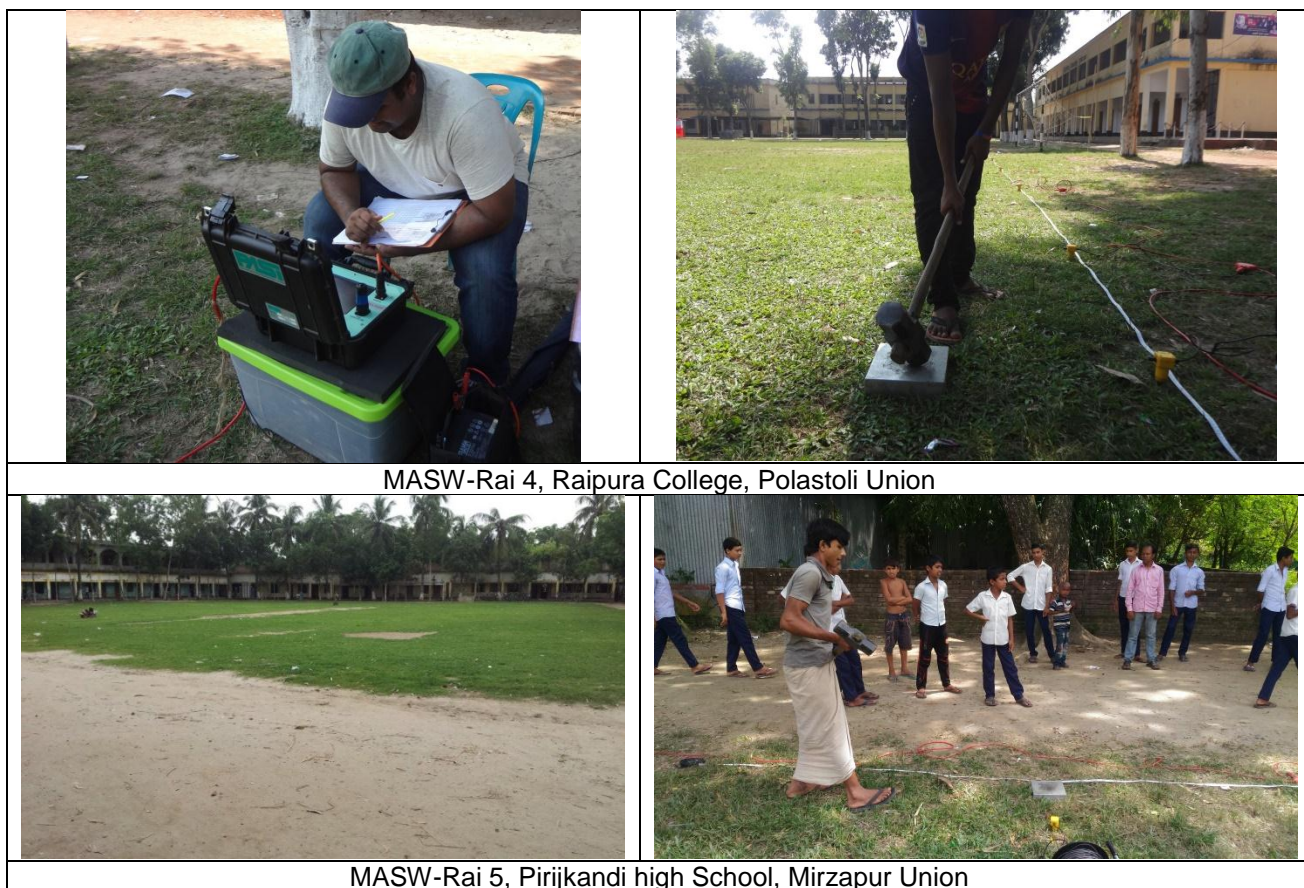 MASW-Rai 4, Raipura College, Polastoli Union
MASW-Rai 5, Pirijkandi high School, Mirzapur Union